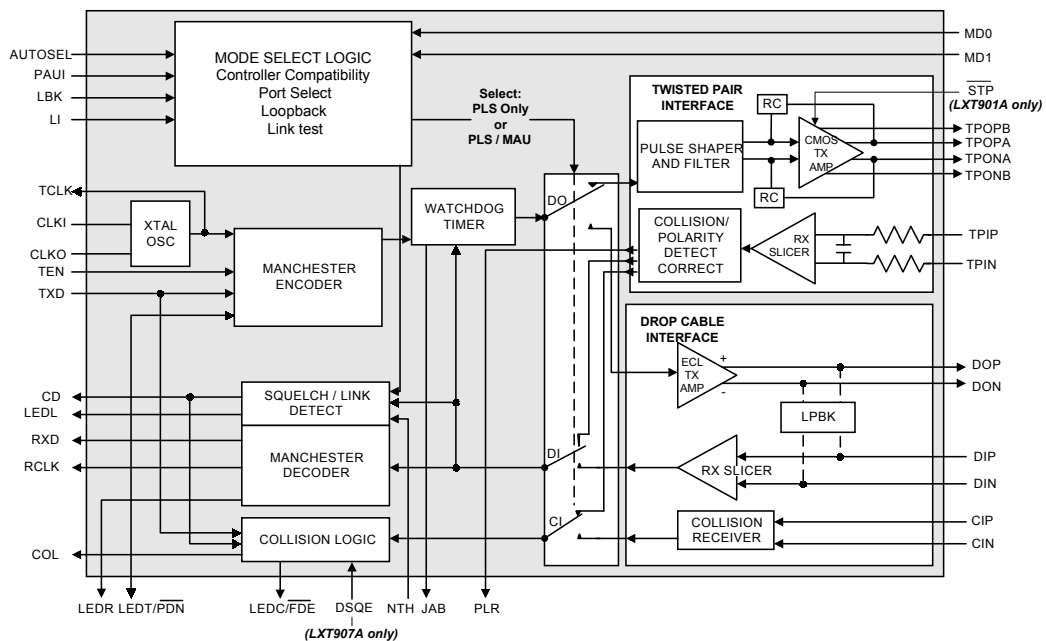 AUTOSEL
PAUI
LBK
LI
MODE SELECT LOGIC
Controller Compatibility
Port Select
Loopback
Link test
Select:
PLS Only
or
PLS / MAU
MD0
MD1
STP
(LXT901A only)
TWISTED PAIR
INTERFACE
RC
PULSE SHAPER
AND FILTER
CMOS
TX
AMP
RC
TPOPB
TPOPA
TPONA
TPONB
TCLK
CLKI
CLKO
TEN
TXD
XTAL
OSC
MANCHESTER
ENCODER
WATCHDOG
TIMER
DO
COLLISION/
POLARITY
DETECT
CORRECT
RX
SLICER
TPIP
TPIN
DROP CABLE
INTERFACE
ECL
TX
AMP
+
-
DOP
DON
LPBK
CD
LEDL
RXD
RCLK
SQUELCH / LINK
DETECT
MANCHESTER
DECODER
DI
RX SLICER
DIP
DIN
COL
COLLISION LOGIC
CI
COLLISION
RECEIVER
CIP
CIN
LEDR
LEDT/PDN
LEDC/FDE
DSQE
(LXT907A only)
NTH
JAB
PLR